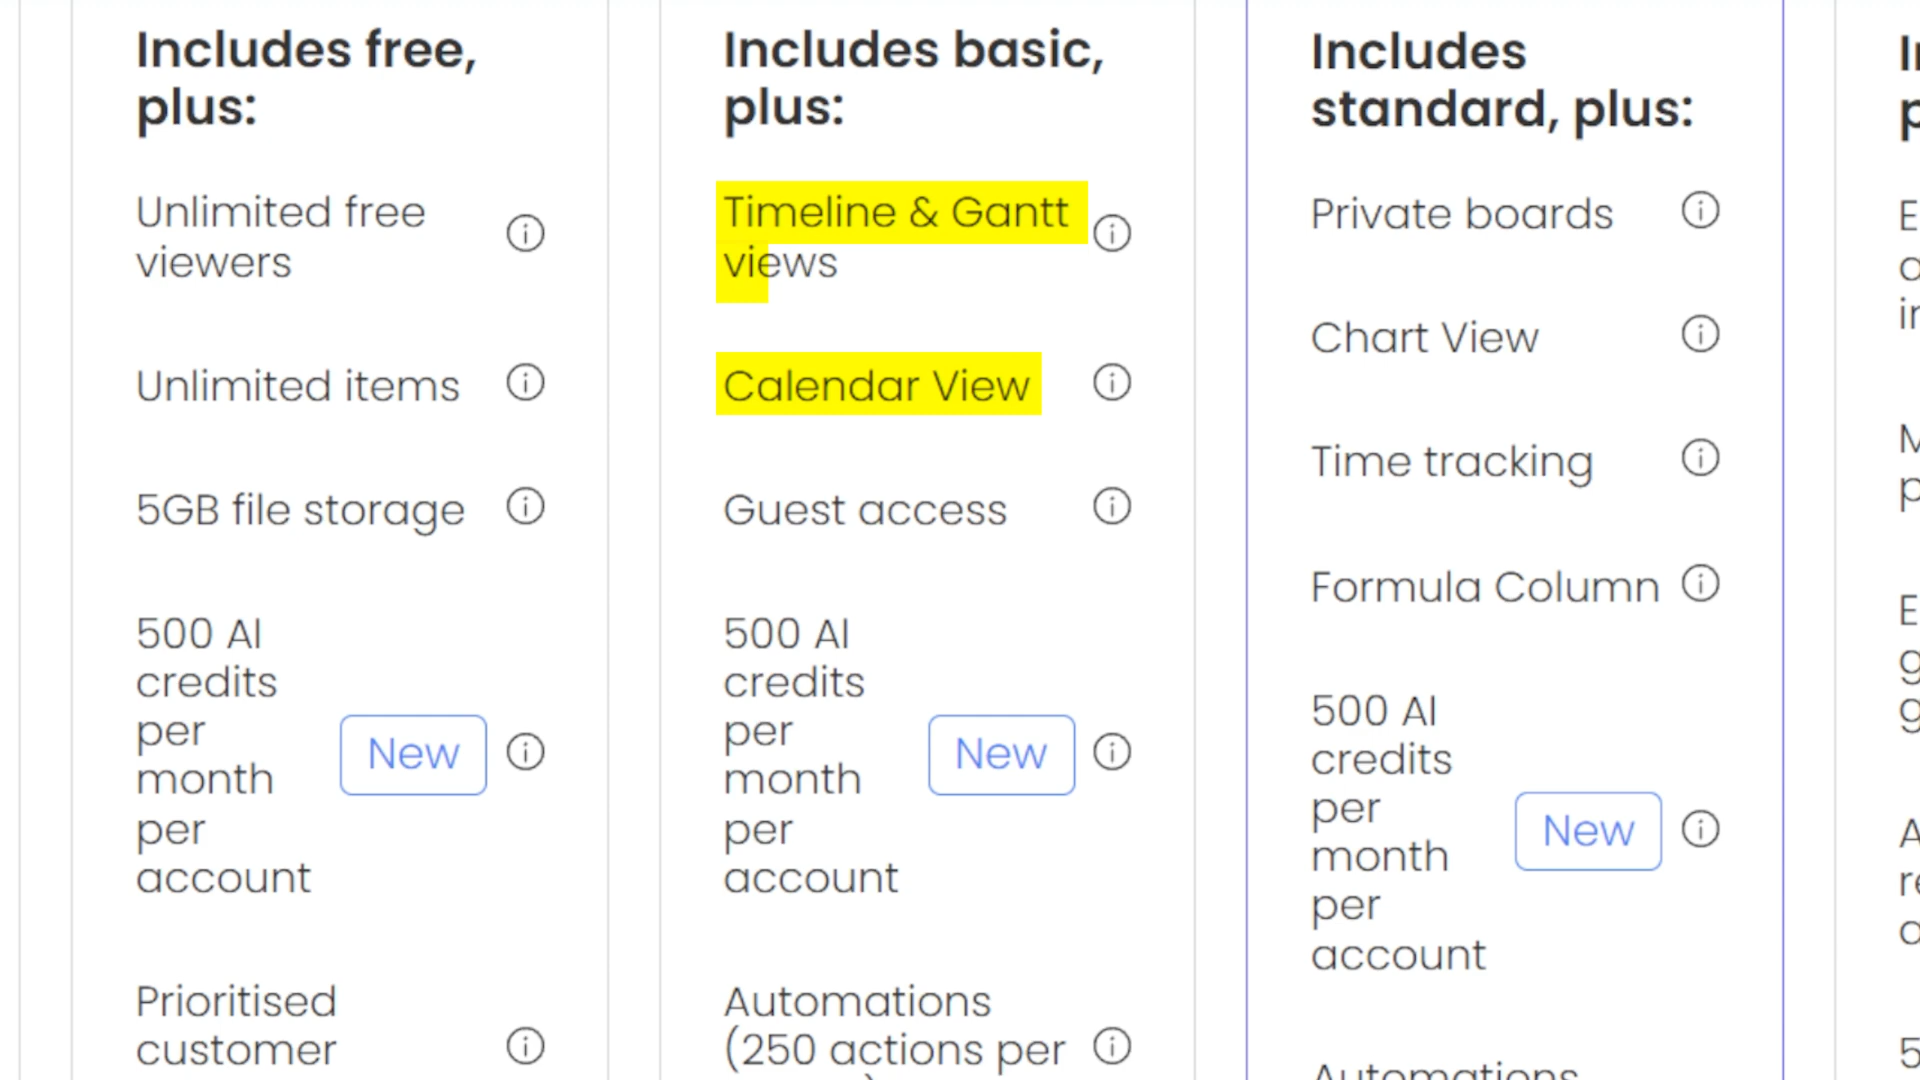 Includes free,
plus:
Unlimited free
viewers
Unlimited items
5GB file storage
500 AI
credits
per
month
per
account
New
Prioritised
customer
Includes basic,
plus:
Timeline & Gantt
views
Calendar View
Guest access
500 AI
credits
per
month
per
account
New
Automations
(250 actions per
Includes
standard, plus:
Private boards
Chart View
Time tracking
Formula Column
500 AI
credits
per
month
per
account
New
Automations